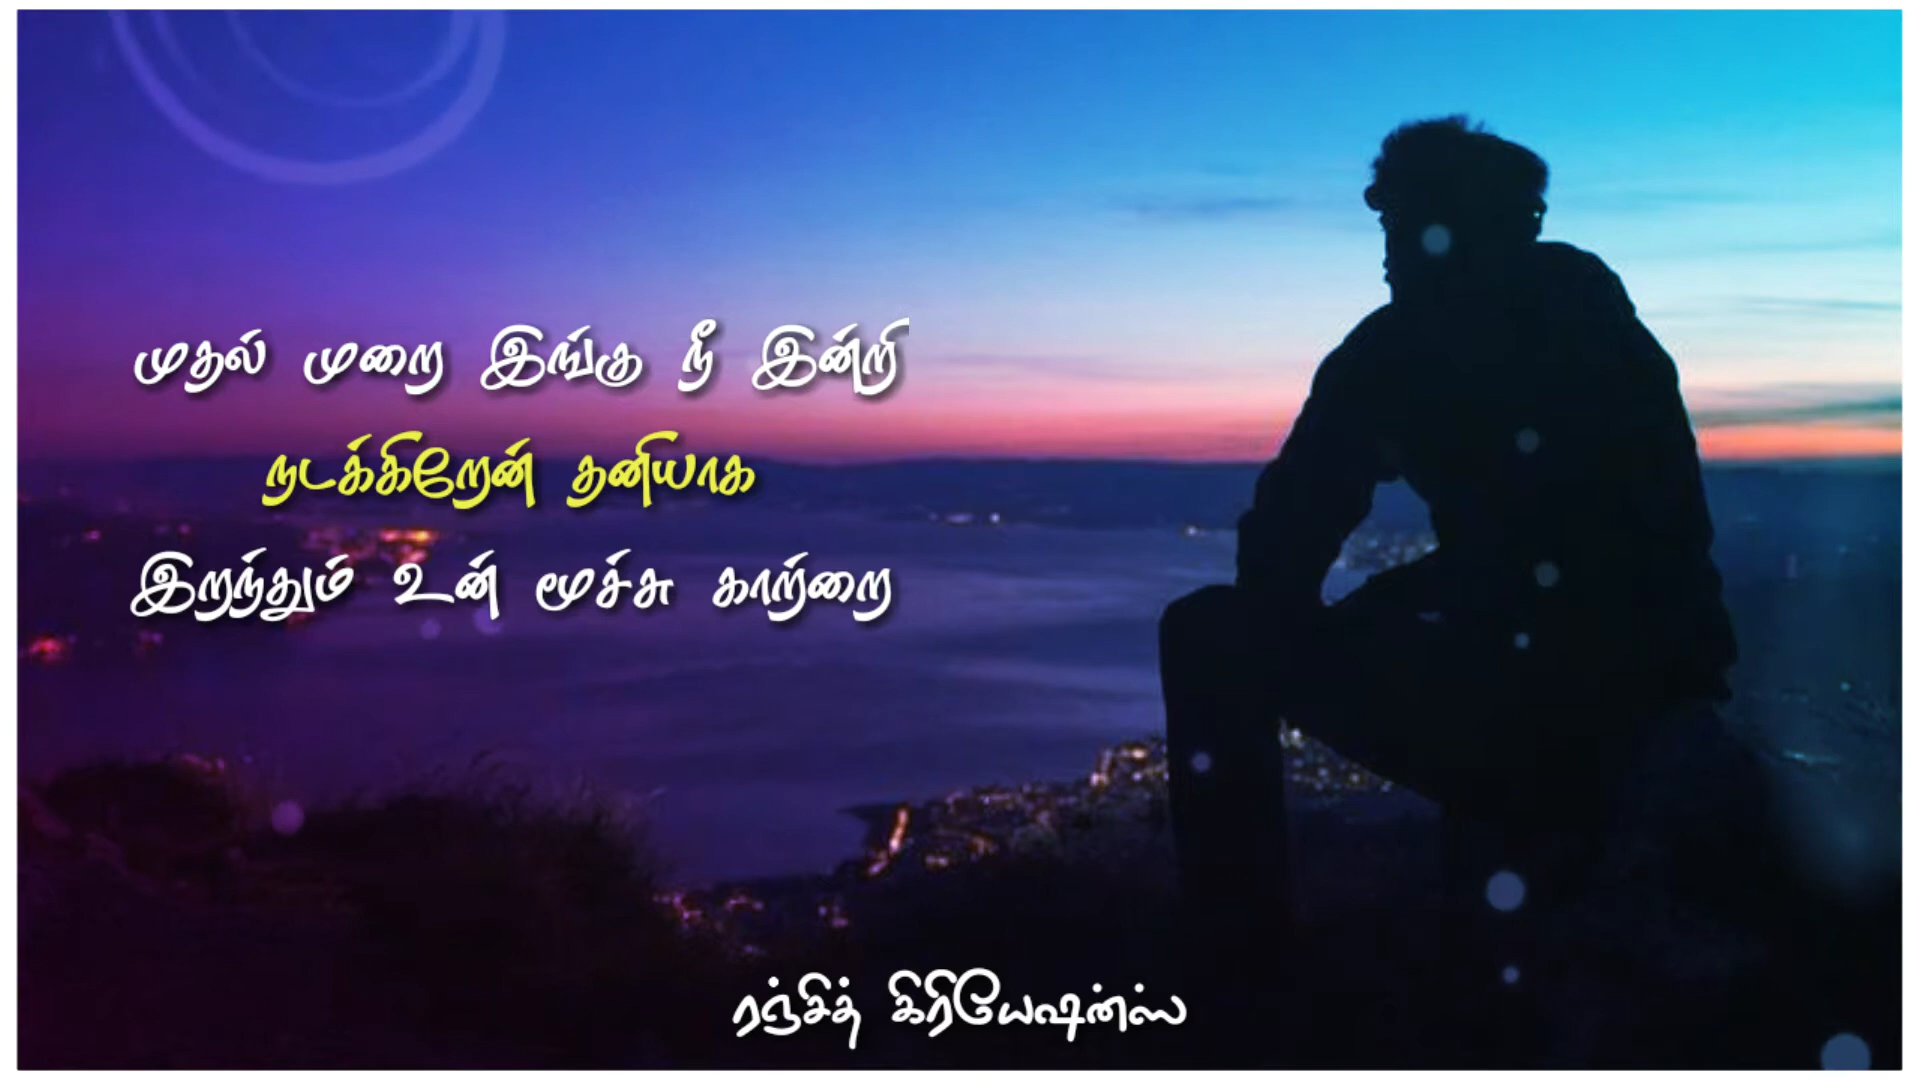 முதல் முறை இங்கு நீ இன்றி
நடக்கிறேன் தனியாக
இறந்தும் உன் மூச்சு காற்றை
ரஞ்சித் கிரியேஷன்ஸ்